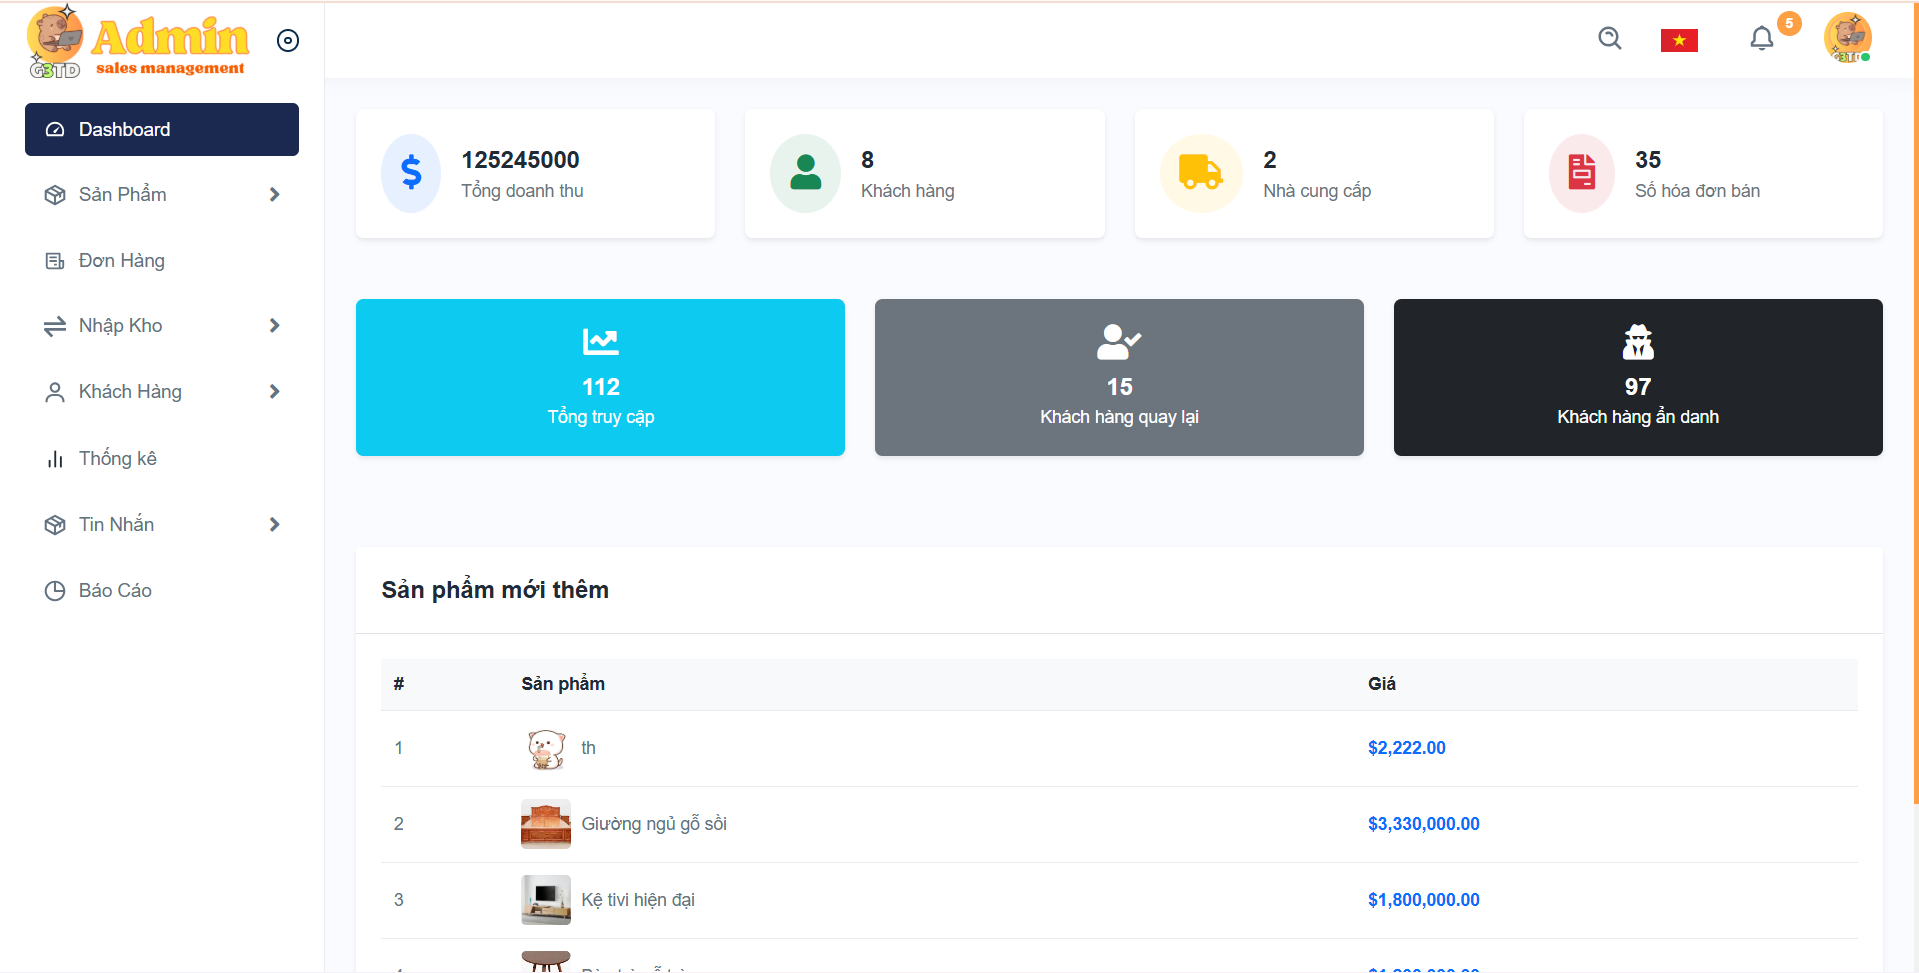 Admin
sales management
G3TD
5
G3TD
Dashboard
Sản Phẩm
Đơn Hàng
Nhập Kho
Khách Hàng
Thống kê
Tin Nhắn
Báo Cáo
125245000
Tổng doanh thu
8
Khách hàng
2
Nhà cung cấp
35
Số hóa đơn bán
112
Tổng truy cập
15
Khách hàng quay lại
97
Khách hàng ẩn danh
Sản phẩm mới thêm
# Sản phẩm Giá
1 th $2,222.00
2 Giường ngủ gỗ sồi $3,330,000.00
3 Kệ tivi hiện đại $1,800,000.00